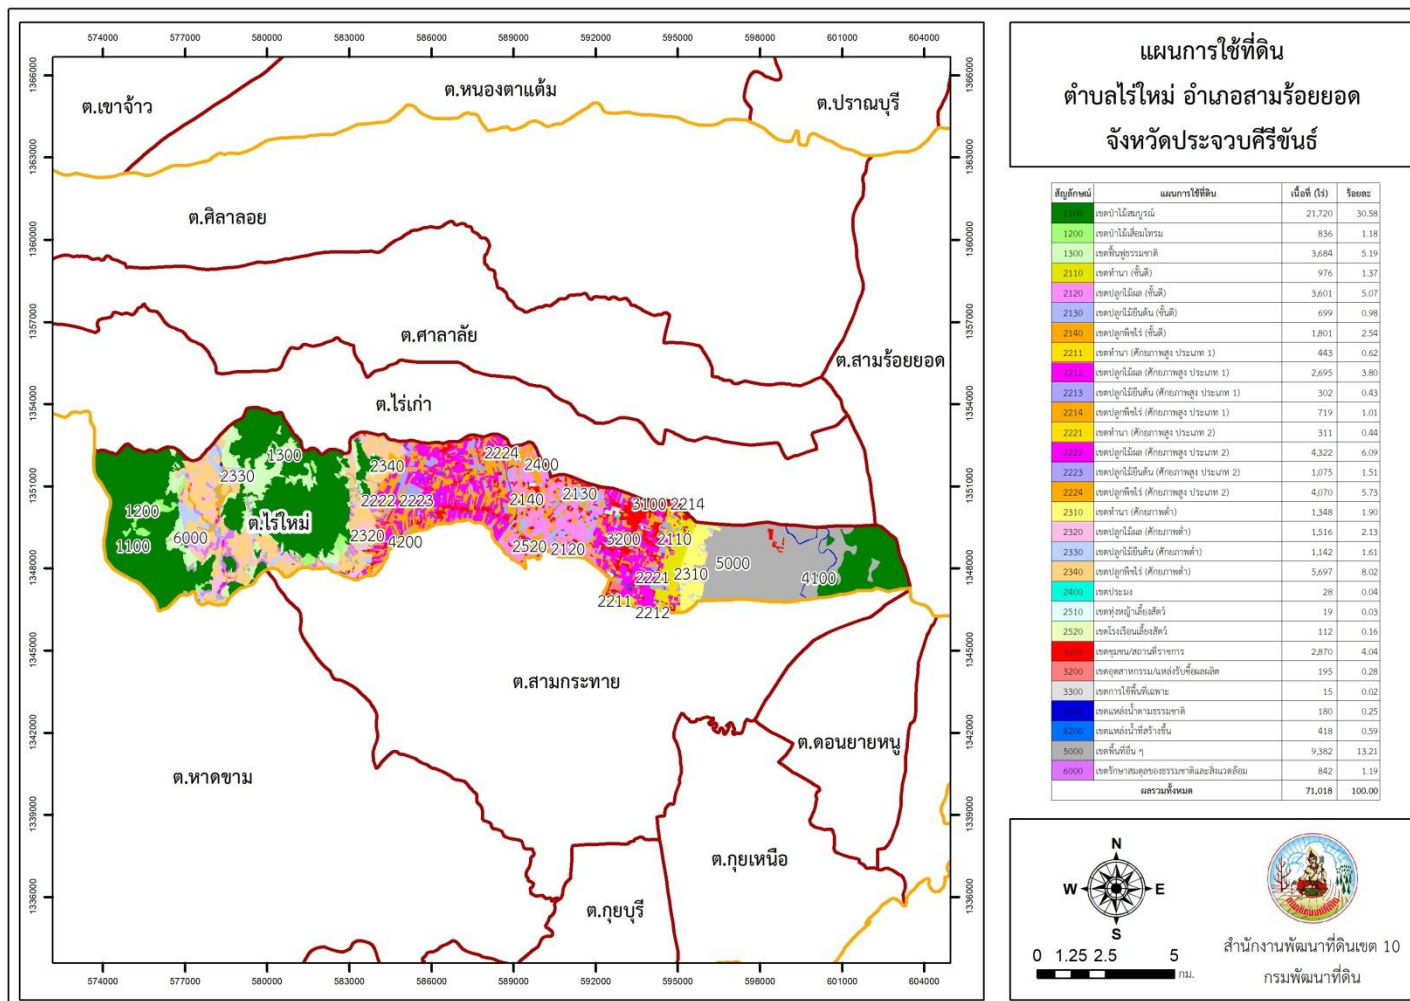 574000 577000 580000 583000 586000 589000 592000 595000 598000 601000 604000
1366000 1366000
1363000 1363000
1360000 1360000
1357000 1357000
1354000 1354000
1351000 1351000
1348000 1348000
1345000 1345000
1342000 1342000
1339000 1339000
1336000 1336000
ต.เขาจ้าว
ต.หนองตาแต้ม
ต.ปราณบุรี
ต.ศิลาลอย
ต.ศาลาลัย
ต.สามร้อยยอด
ต.ไร่เก่า
1300
2330
2340
2224
2400
1200
2222 2223
2140
2130
3100 2214
ต.ไร่ใหม่
1100
6000
2320
4200
2520
2120
3200
2110
2221
2310
5000
4100
2211
2212
ต.สามกระทาย
ต.ดอนยายหนู
ต.หาดขาม
ต.กุยเหนือ
ต.กุยบุรี
574000 577000 580000 583000 586000 589000 592000 595000 598000 601000 604000
แผนการใช้ที่ดิน
ตำบลไร่ใหม่ อำเภอสามร้อยยอด
จังหวัดประจวบคีรีขันธ์
สัญลักษณ์ แผนการใช้ที่ดิน เนื้อที่ (ไร่) ร้อยละ
1100 เขตป่าไม้สมบูรณ์ 21,720 30.58
1200 เขตป่าไม้เสื่อมโทรม 836 1.18
1300 เขตฟื้นฟูธรรมชาติ 3,684 5.19
2110 เขตทำนา (ชั้นดี) 976 1.37
2120 เขตปลูกไม้ผล (ชั้นดี) 3,601 5.07
2130 เขตปลูกไม้ยืนต้น (ชั้นดี) 699 0.98
2140 เขตปลูกพืชไร่ (ชั้นดี) 1,801 2.54
2211 เขตทำนา (ศักยภาพสูง ประเภท 1) 443 0.62
2212 เขตปลูกไม้ผล (ศักยภาพสูง ประเภท 1) 2,695 3.80
2213 เขตปลูกไม้ยืนต้น (ศักยภาพสูง ประเภท 1) 302 0.43
2214 เขตปลูกพืชไร่ (ศักยภาพสูง ประเภท 1) 719 1.01
2221 เขตทำนา (ศักยภาพสูง ประเภท 2) 311 0.44
2222 เขตปลูกไม้ผล (ศักยภาพสูง ประเภท 2) 4,322 6.09
2223 เขตปลูกไม้ยืนต้น (ศักยภาพสูง ประเภท 2) 1,075 1.51
2224 เขตปลูกพืชไร่ (ศักยภาพสูง ประเภท 2) 4,070 5.73
2310 เขตทำนา (ศักยภาพต่ำ) 1,348 1.90
2320 เขตปลูกไม้ผล (ศักยภาพต่ำ) 1,516 2.13
2330 เขตปลูกไม้ยืนต้น (ศักยภาพต่ำ) 1,142 1.61
2340 เขตปลูกพืชไร่ (ศักยภาพต่ำ) 5,697 8.02
2400 เขตประมง 28 0.04
2510 เขตทุ่งหญ้าเลี้ยงสัตว์ 19 0.03
2520 เขตโรงเรือนเลี้ยงสัตว์ 112 0.16
3100 เขตชุมชน/สถานที่ราชการ 2,870 4.04
3200 เขตอุตสาหกรรม/แหล่งรับซื้อผลผลิต 195 0.28
3300 เขตการใช้พื้นที่เฉพาะ 15 0.02
เขตแหล่งน้ำตามธรรมชาติ 180 0.25
4200 เขตแหล่งน้ำที่สร้างขึ้น 418 0.59
5000 เขตพื้นที่อื่น ๆ 9,382 13.21
6000 เขตรักษาสมดุลของธรรมชาติและสิ่งแวดล้อม 842 1.19
ผลรวมทั้งหมด 71,018 100.00
N
W E
S
0 1.25 2.5 5
กม.
สำนักงานพัฒนาที่ดินเขต 10
กรมพัฒนาที่ดิน